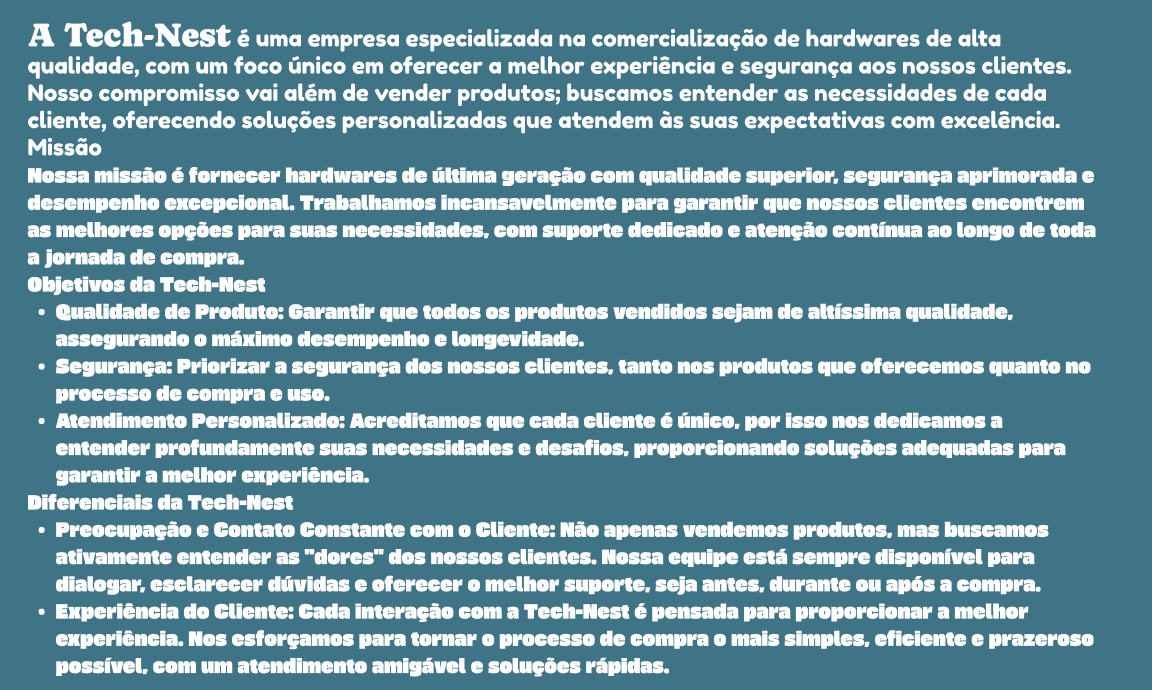 A Tech-Nest é uma empresa especializada na comercialização de hardwares de alta
qualidade, com um foco único em oferecer a melhor experiência e segurança aos nossos clientes.
Nosso compromisso vai além de vender produtos; buscamos entender as necessidades de cada
cliente, oferecendo soluções personalizadas que atendem às suas expectativas com excelência.
Missão
Nossa missão é fornecer hardwares de última geração com qualidade superior, segurança aprimorada e
desempenho excepcional. Trabalhamos incansavelmente para garantir que nossos clientes encontrem
as melhores opções para suas necessidades, com suporte dedicado e atenção contínua ao longo de toda
a jornada de compra.
Objetivos da Tech-Nest
• Qualidade de Produto: Garantir que todos os produtos vendidos sejam de altíssima qualidade,
assegurando o máximo desempenho e longevidade.
• Segurança: Priorizar a segurança dos nossos clientes, tanto nos produtos que oferecemos quanto no
processo de compra e uso.
• Atendimento Personalizado: Acreditamos que cada cliente é único, por isso nos dedicamos a
entender profundamente suas necessidades e desafios, proporcionando soluções adequadas para
garantir a melhor experiência.
Diferenciais da Tech-Nest
• Preocupação e Contato Constante com o Cliente: Não apenas vendemos produtos, mas buscamos
ativamente entender as "dores" dos nossos clientes. Nossa equipe está sempre disponível para
dialogar, esclarecer dúvidas e oferecer o melhor suporte, seja antes, durante ou após a compra.
• Experiência do Cliente: Cada interação com a Tech-Nest é pensada para proporcionar a melhor
experiência. Nos esforçamos para tornar o processo de compra o mais simples, eficiente e prazeroso
possível, com um atendimento amigável e soluções rápidas.